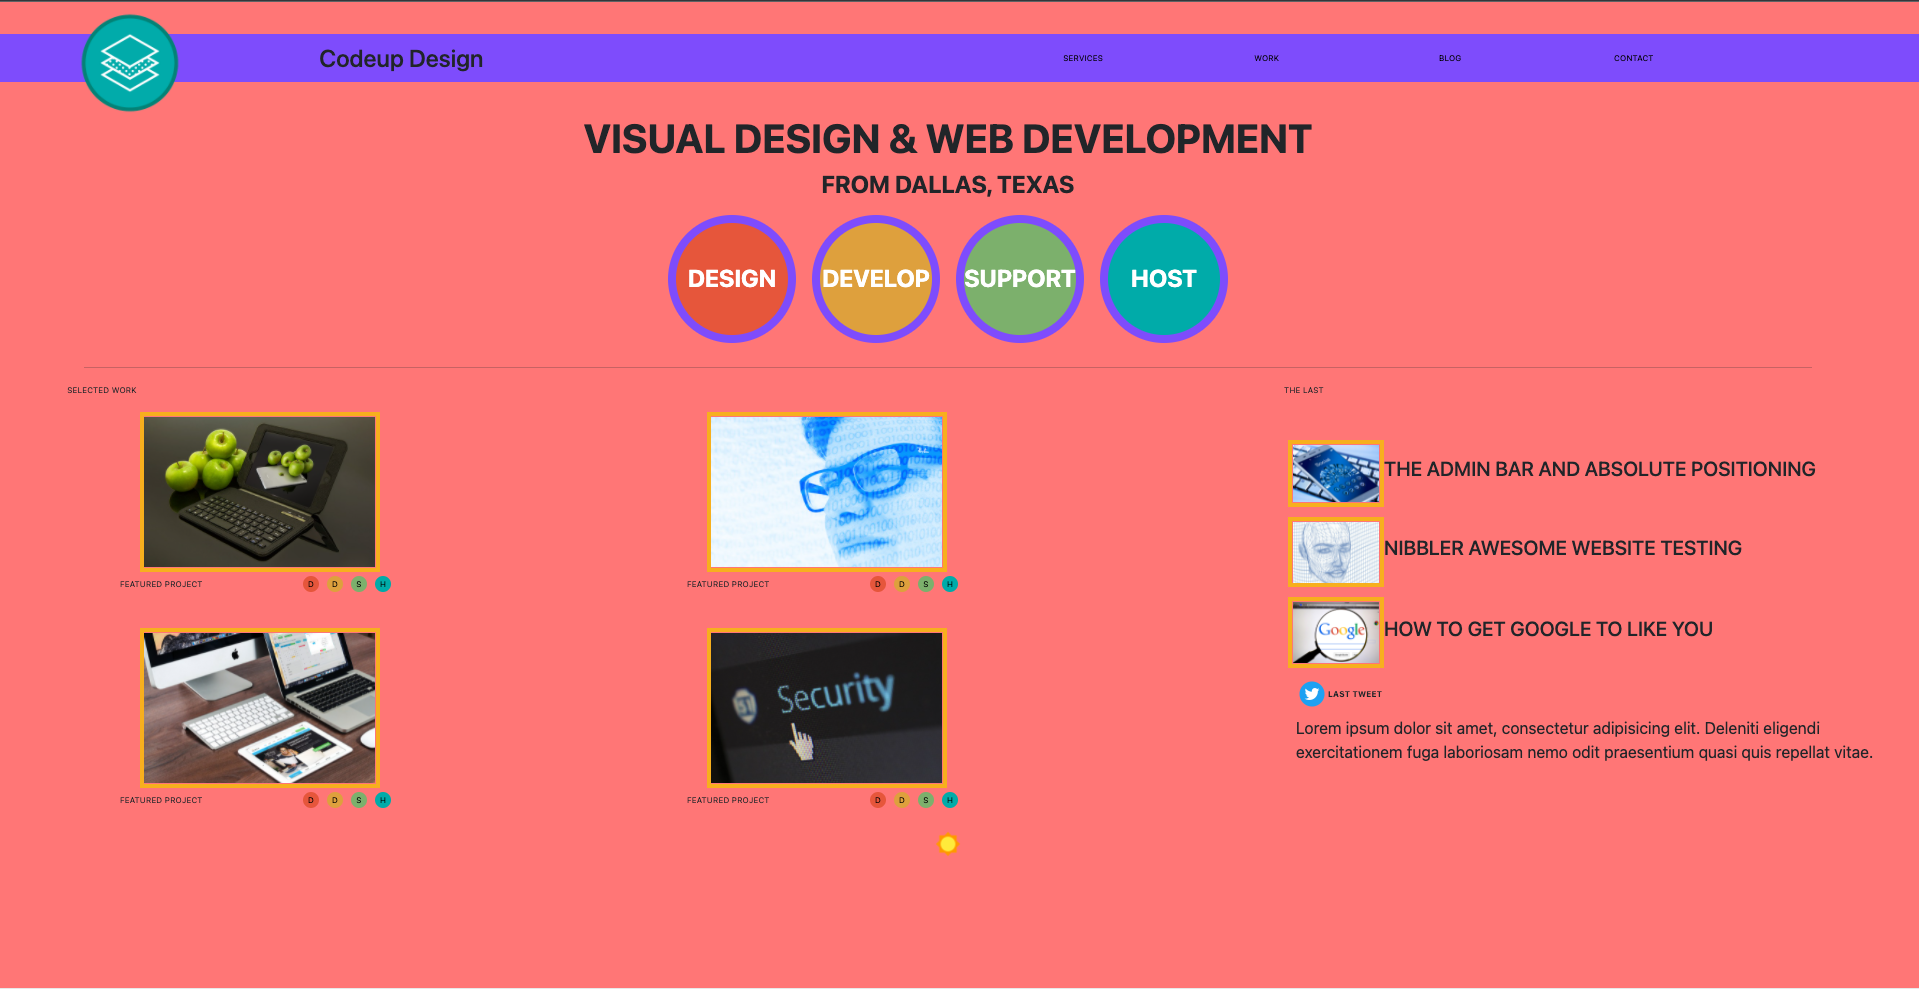 Codeup Design
SERVICES
WORK
BLOG
CONTACT
VISUAL DESIGN & WEB DEVELOPMENT
FROM DALLAS, TEXAS
DESIGN
DEVELOP
SUPPORT
HOST
SELECTED WORK
FEATURED PROJECT
D D S H
Security
FEATURED PROJECT
D D S H
FEATURED PROJECT
D D S H
FEATURED PROJECT
D D S H
THE LAST
THE ADMIN BAR AND ABSOLUTE POSITIONING
NIBBLER AWESOME WEBSITE TESTING
Google
HOW TO GET GOOGLE TO LIKE YOU
LAST TWEET
Lorem ipsum dolor sit amet, consectetur adipisicing elit. Deleniti eligendi
exercitationem fuga laboriosam nemo odit praesentium quasi quis repellat vitae.